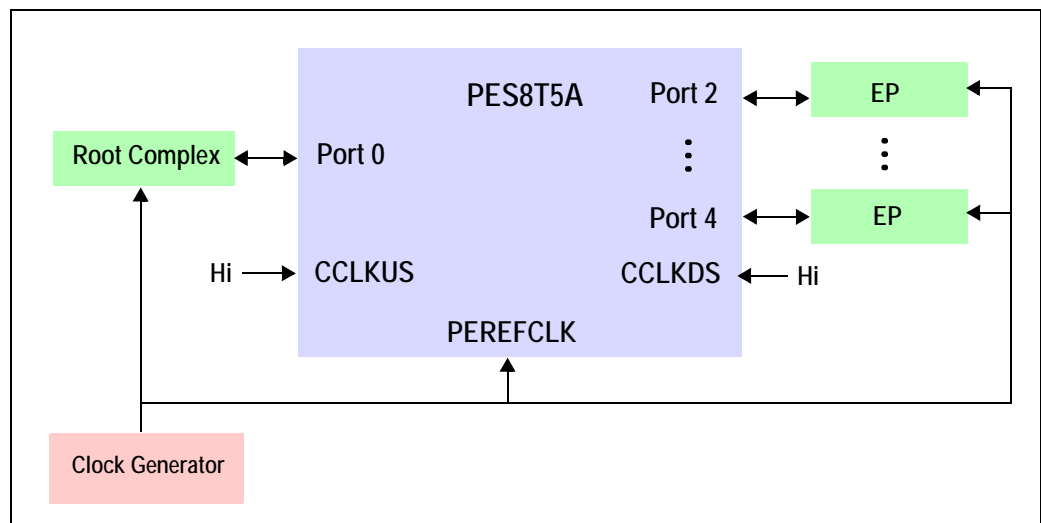 PES8T5A
Port 2
EP
Root Complex
Port 0
Port 4
EP
Hi
CCLKUS
CCLKDS
Hi
PEREFCLK
Clock Generator